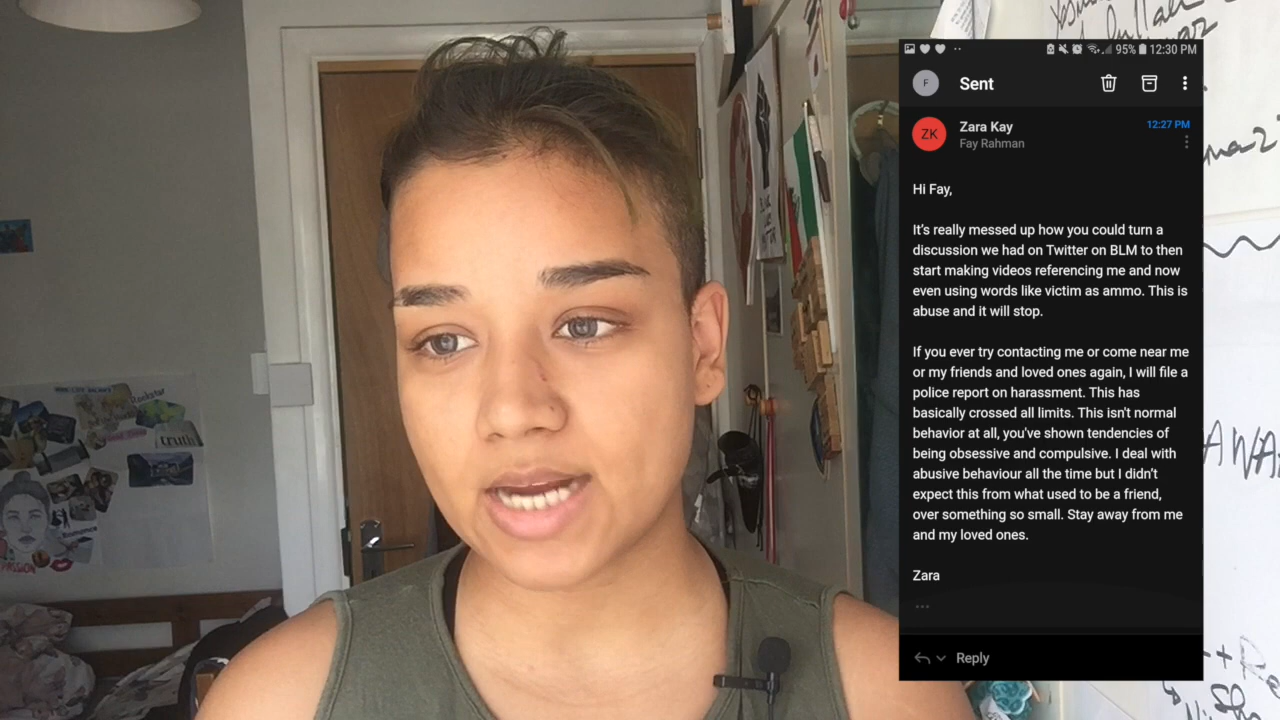 95% 12:30 PM
F
Sent
ZK
Zara Kay
12:27 PM
Fay Rahman
Hi Fay,
It's really messed up how you could turn a
discussion we had on Twitter on BLM to then
start making videos referencing me and now
even using words like victim as ammo. This is
abuse and it will stop.
If you ever try contacting me or come near me
or my friends and loved ones again, I will file a
police report on harassment. This has
basically crossed all limits. This isn't normal
behavior at all, you've shown tendencies of
being obsessive and compulsive. I deal with
abusive behaviour all the time but I didn't
expect this from what used to be a friend,
over something so small. Stay away from me
and my loved ones.
Zara
...
Reply
truth
PASSION